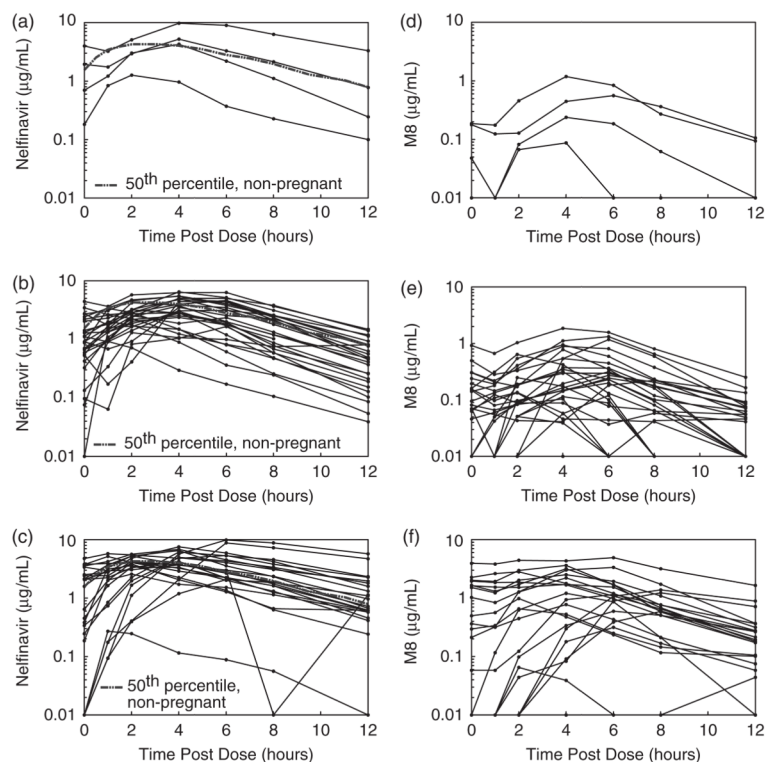 (a)
10
1
0.1
0.01
Nelfinavir (μg/mL)
50th percentile, non-pregnant
0 2 4 6 8 10 12
Time Post Dose (hours)
(d)
10
1
0.1
0.01
M8 (μg/mL)
0 2 4 6 8 10 12
Time Post Dose (hours)
(b)
10
1
0.1
0.01
Nelfinavir (μg/mL)
50th percentile, non-pregnant
0 2 4 6 8 10 12
Time Post Dose (hours)
(e)
10
1
0.1
0.01
M8 (μg/mL)
0 2 4 6 8 10 12
Time Post Dose (hours)
(c)
10
1
0.1
0.01
Nelfinavir (μg/mL)
50th percentile,
non-pregnant
0 2 4 6 8 10 12
Time Post Dose (hours)
(f)
10
1.0
0.1
0.01
M8 (μg/mL)
0 2 4 6 8 10 12
Time Post Dose (hours)